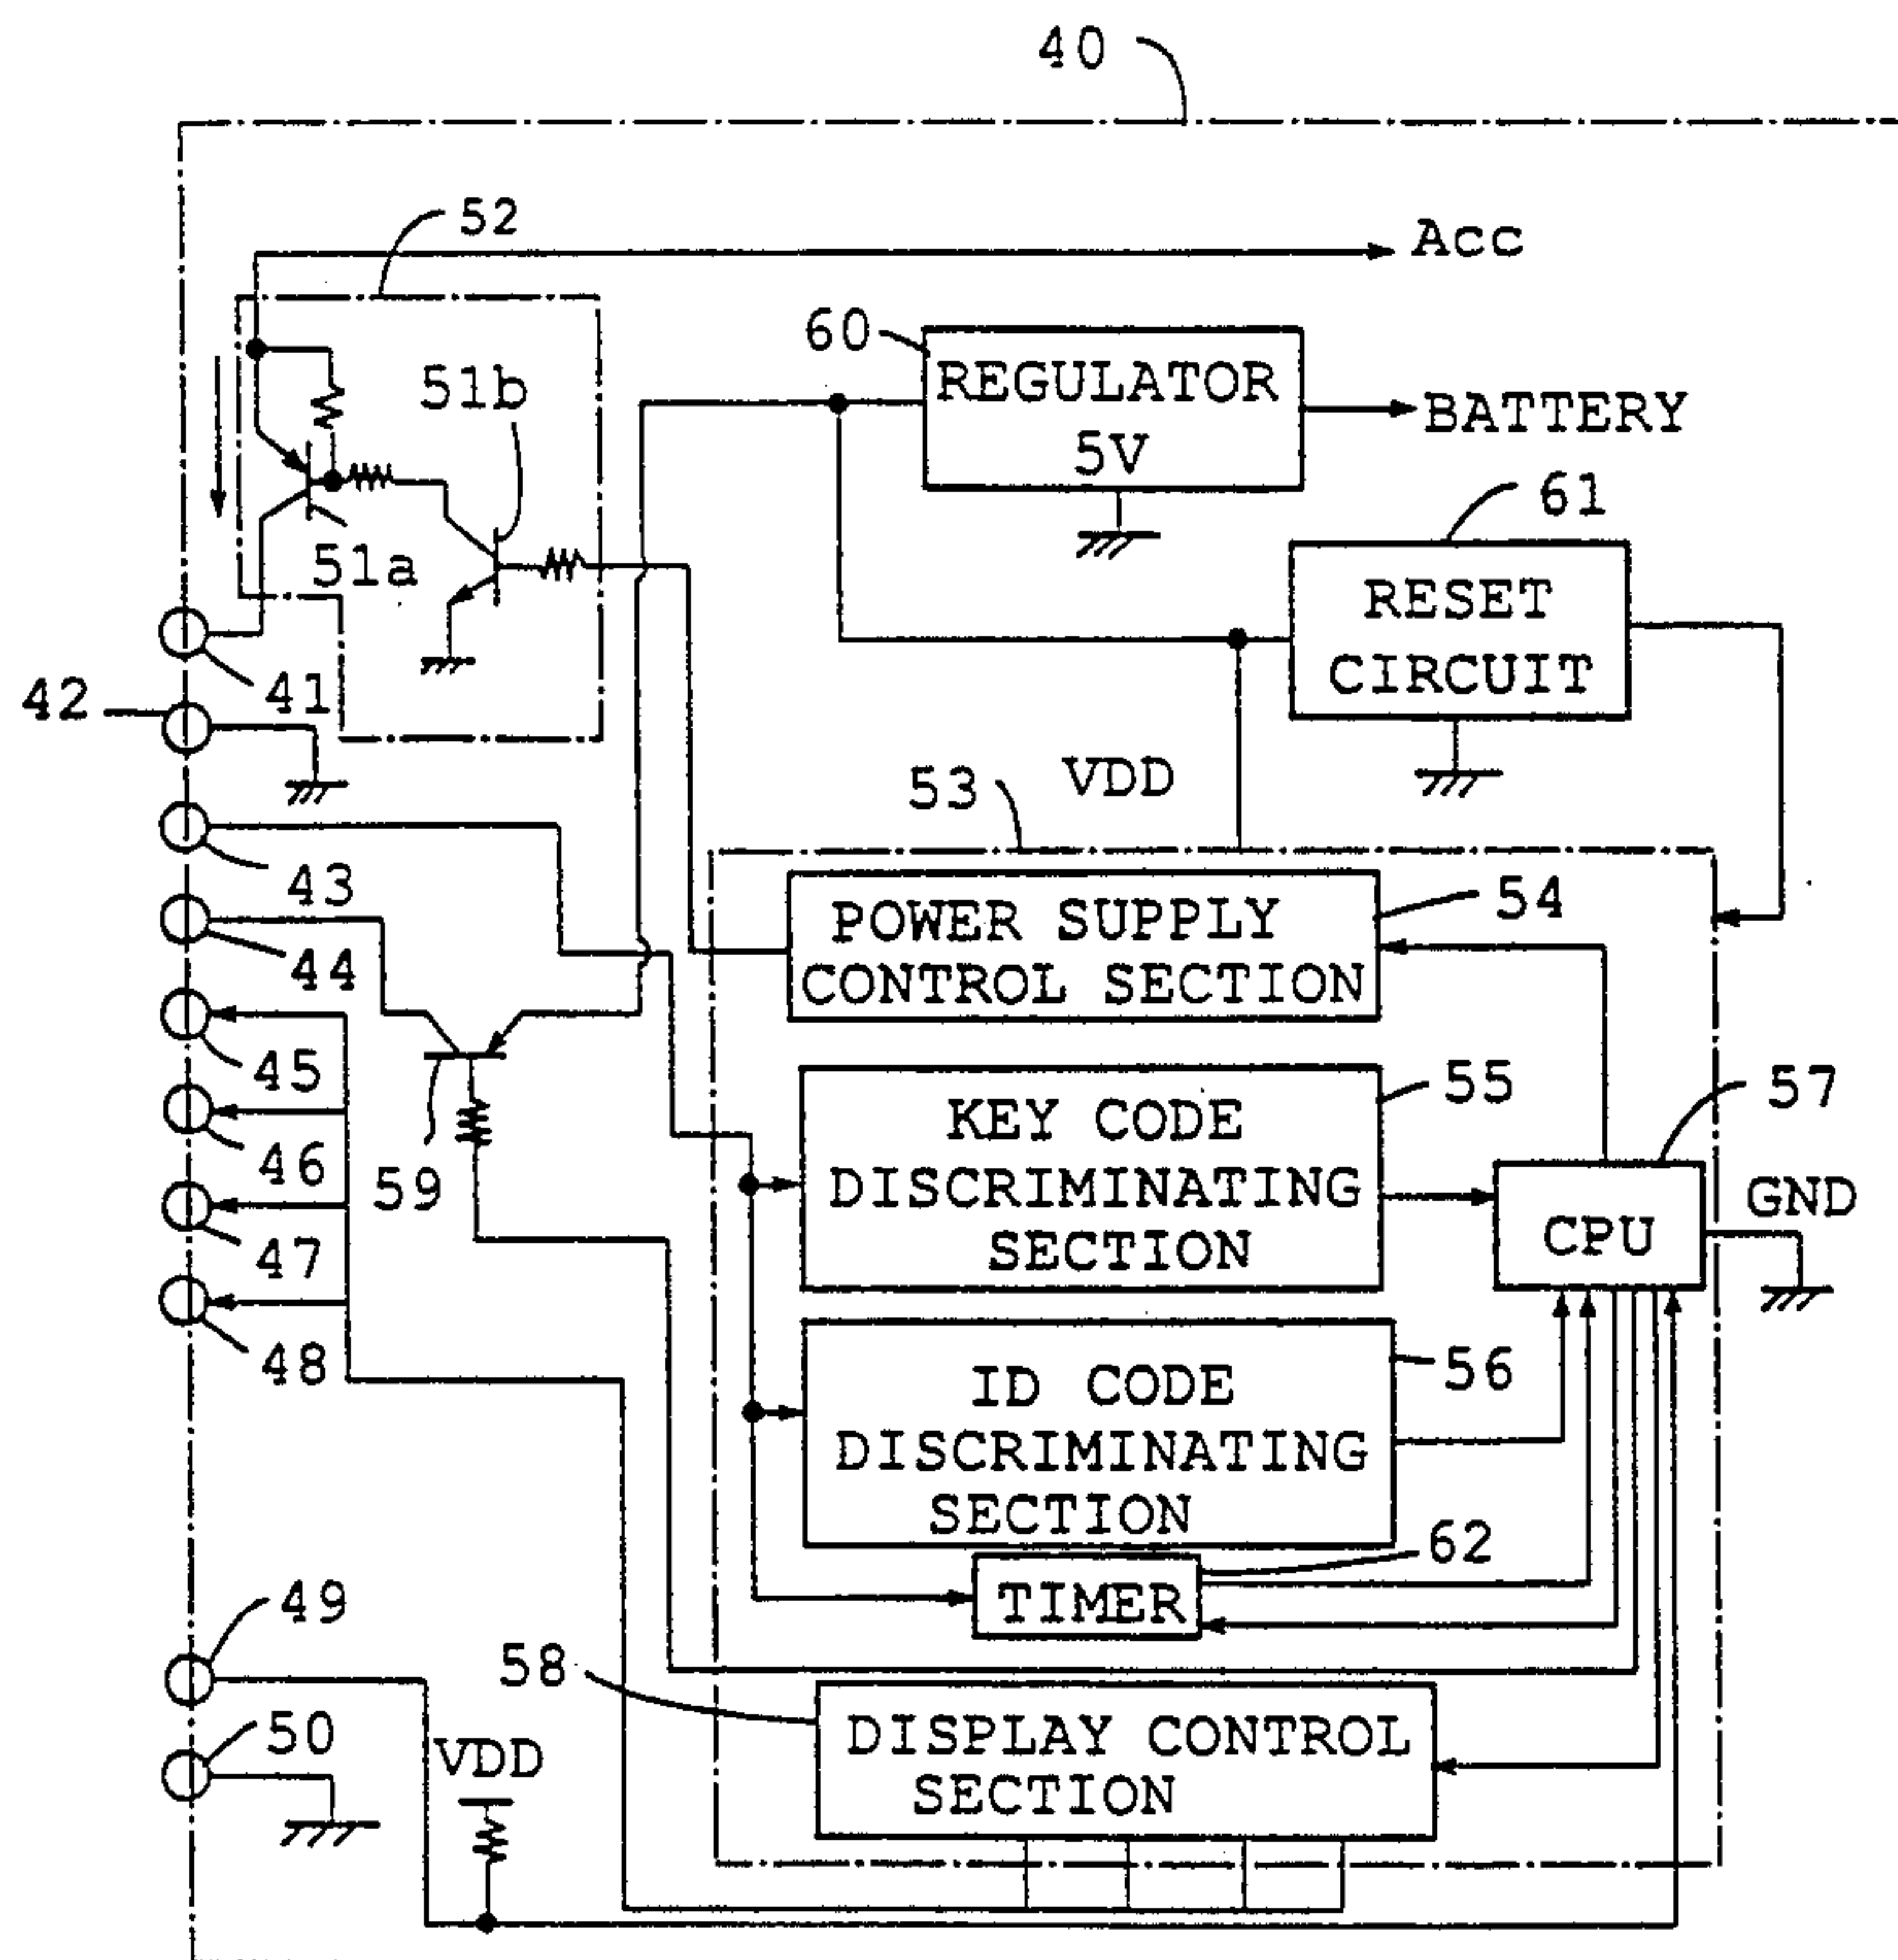 40
52
Acc
60
REGULATOR
5V
BATTERY
51b
61
51a
RESET
CIRCUIT
41
42
53
VDD
43
54
POWER SUPPLY
CONTROL SECTION
44
45
55
57
KEY CODE
DISCRIMINATING
SECTION
46
59
GND
CPU
47
48
56
ID CODE
DISCRIMINATING
SECTION
62
49
TIMER
58
50
VDD
DISPLAY CONTROL
SECTION